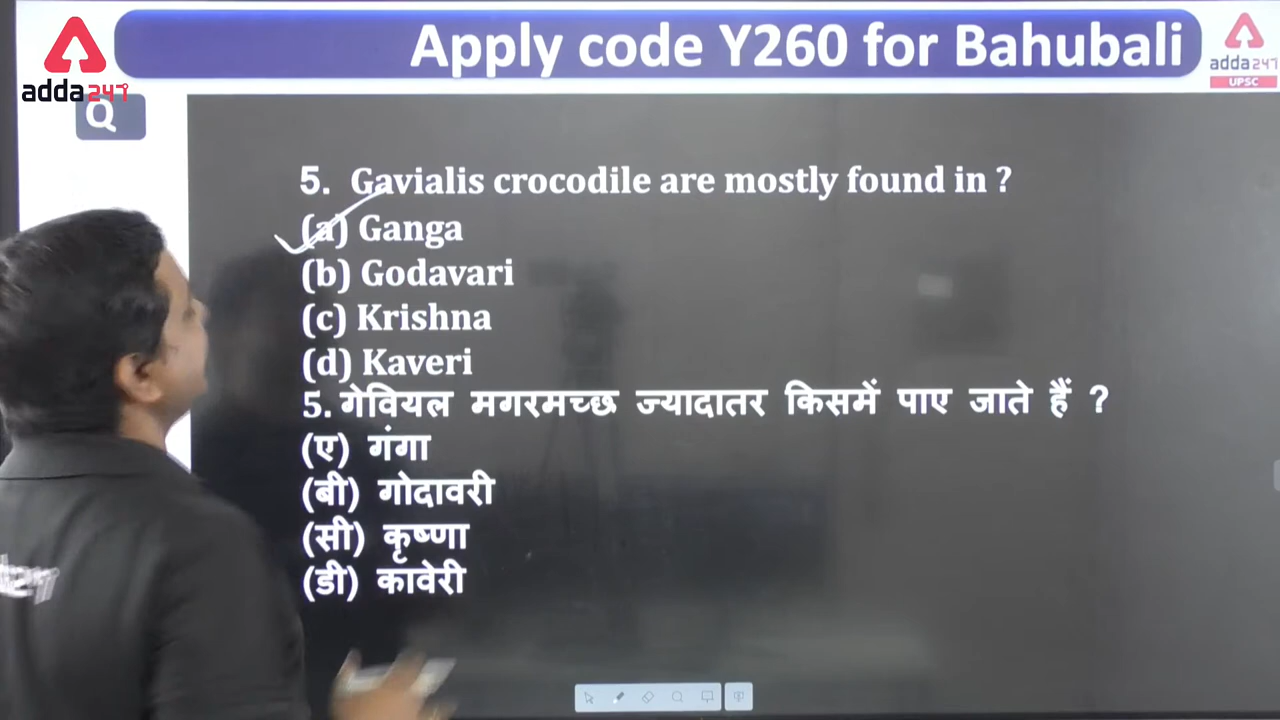 Apply code Y260 for Bahubali
adda247
adda247
UPSC
Q
5. Gavialis crocodile are mostly found in ?
(a) Ganga
(b) Godavari
(c) Krishna
(d) Kaveri
5. गेवियल मगरमच्छ ज्यादातर किसमें पाए जाते हैं ?
(ए) गंगा
(बी) गोदावरी
(सी) कृष्णा
(डी) कावेरी